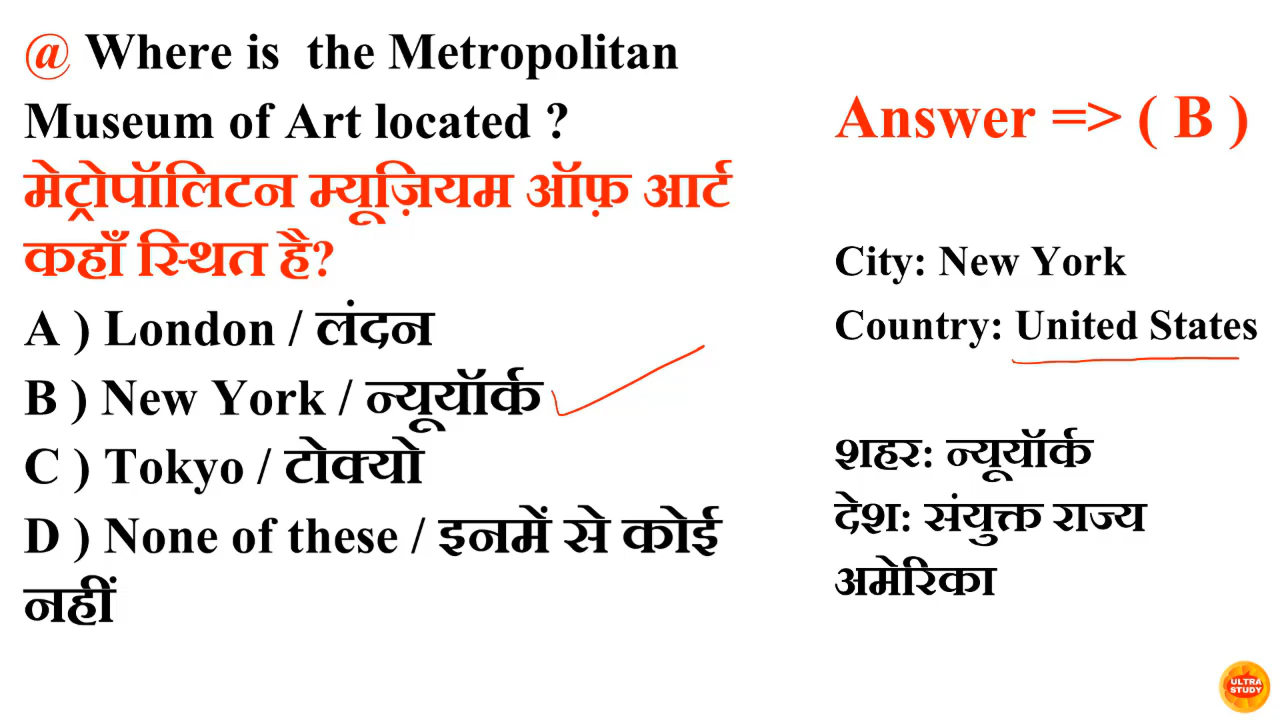 @ Where is the Metropolitan
Museum of Art located ?
मेट्रोपॉलिटन म्यूज़ियम ऑफ़ आर्ट
कहाँ स्थित है?
A ) London / लंदन
B ) New York / न्यूयॉर्क
C ) Tokyo / टोक्यो
D ) None of these / इनमें से कोई
नहीं
Answer => ( B )
City: New York
Country: United States
शहर: न्यूयॉर्क
देश: संयुक्त राज्य
अमेरिका
ULTRA
STUDY